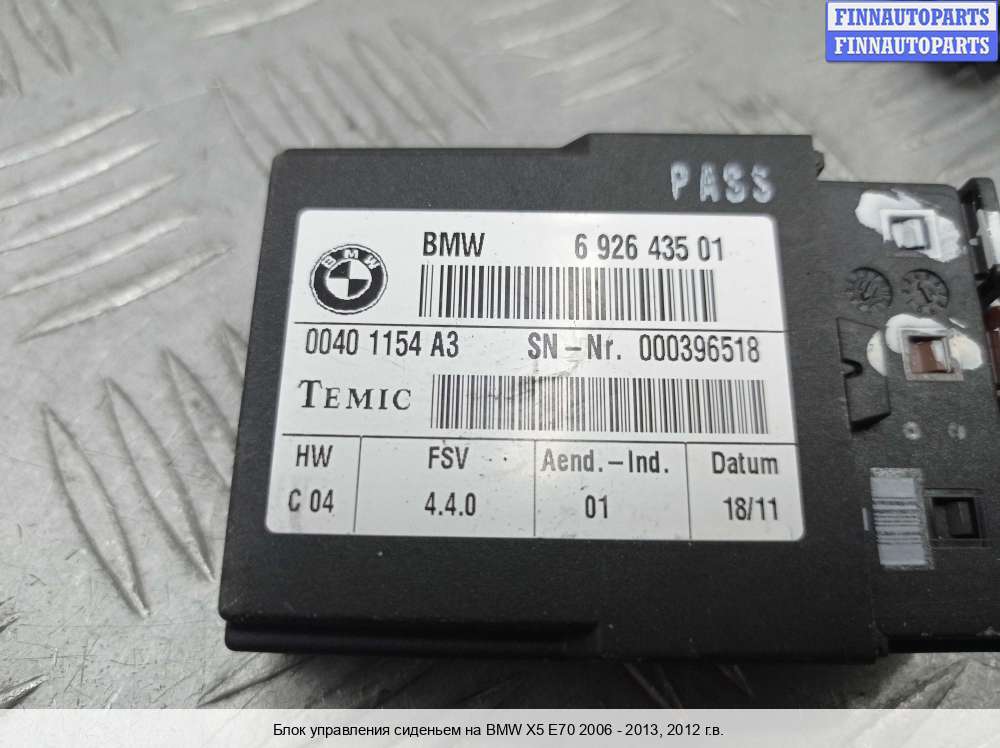 FINNAUTOPARTS
FINNAUTOPARTS
PASS
BMW
BMW 6 926 435 01
0040 1154 A3 SN-Nr. 000396518
TEMIC
HW FSV Aend.-Ind. Datum
C 04 4.4.0 01 18/11
Блок управления сиденьем на BMW X5 E70 2006 - 2013, 2012 г.в.